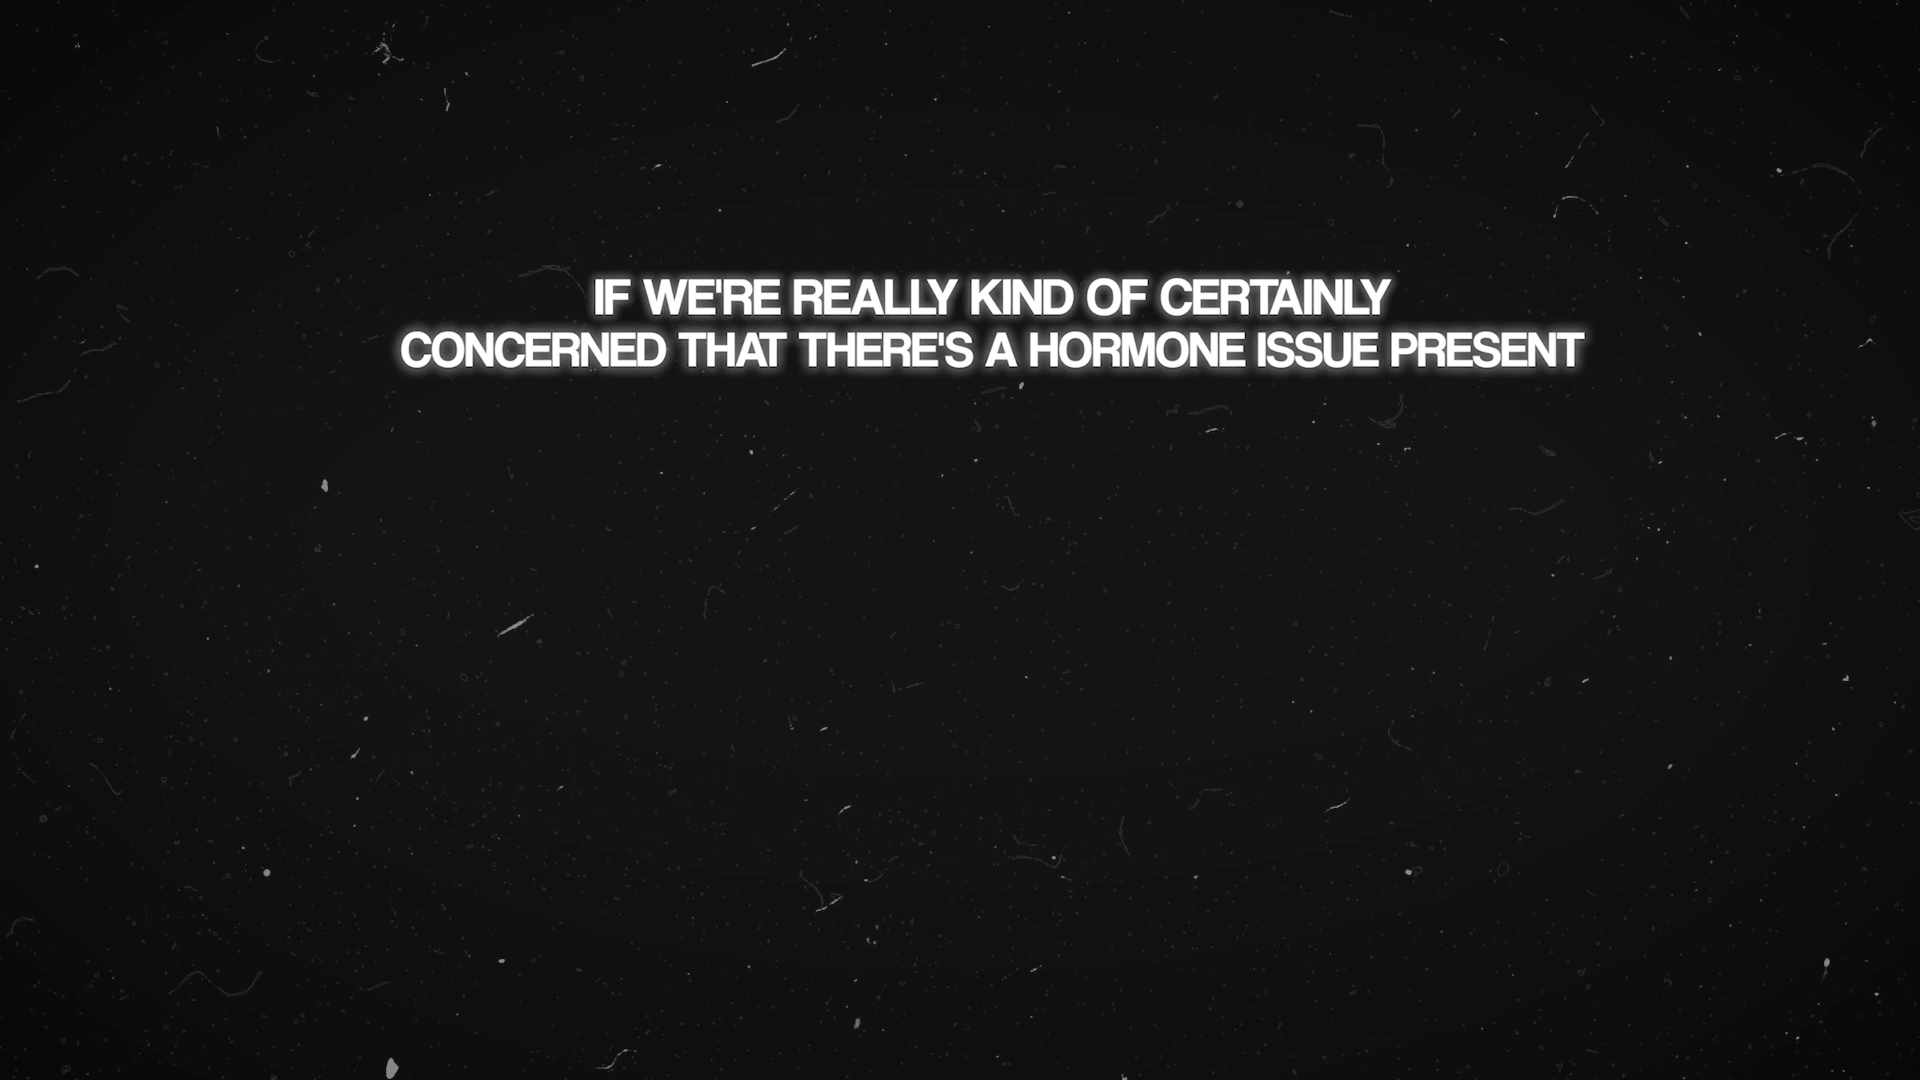 IF WE'RE REALLY KIND OF CERTAINLY
CONCERNED THAT THERE'S A HORMONE ISSUE PRESENT